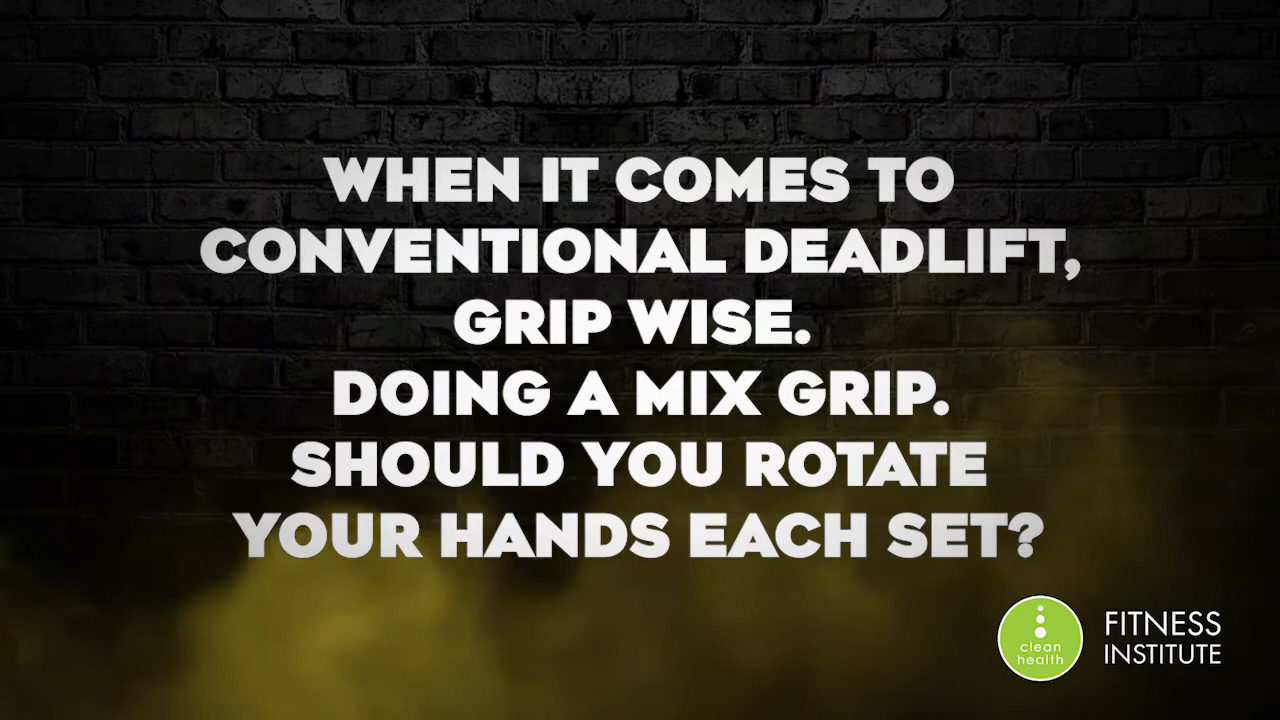 WHEN IT COMES TO
CONVENTIONAL DEADLIFT,
GRIP WISE.
DOING A MIX GRIP.
SHOULD YOU ROTATE
YOUR HANDS EACH SET?
clean
health
FITNESS
INSTITUTE